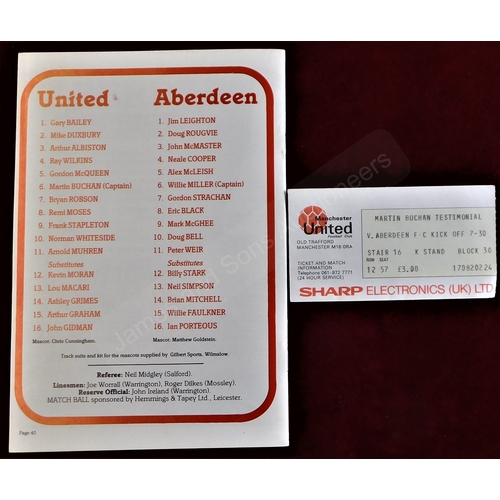 United Aberdeen
1. Gary BAILEY 1. Jim LEIGHTON
2. Mike DUXBURY 2. Doug ROUGVIE
3. Arthur ALBISTON 3. John McMASTER
4. Ray WILKINS 4. Neale COOPER
5. Gordon McQUEEN 5. Alex McLEISH
6. Martin BUCHAN (Captain) 6. Willie MILLER (Captain)
7. Bryan ROBSON 7. Gordon STRACHAN
8. Remi MOSES 8. Eric BLACK
9. Frank STAPLETON 9. Mark McGHEE
10. Norman WHITESIDE 10. Doug BELL
11. Arnold MUHREN 11. Peter WEIR
Substitutes Substitutes
12. Kevin MORAN 12. Billy STARK
13. Lou MACARI 13. Neil SIMPSON
14. Ashley GRIMES 14. Brian MITCHELL
15. Arthur GRAHAM 15. Willie FAULKNER
16. John GIDMAN 16. Ian PORTEOUS
Mascot: Chris Cunningham. Mascot: Matthew Goldstein.
Track suits and kit for the mascots supplied by Gilbert Sports, Wilmslow.
Referee: Neil Midgley (Salford).
Linesmen: Joe Worrall (Warrington), Roger Dilkes (Mossley).
Reserve Official: John Ireland (Warrington).
MATCH BALL sponsored by Hemmings & Tapey Ltd., Leicester.
Page 40
Manchester
United
Football Club
OLD TRAFFORD
MANCHESTER M16 0RA
TICKET AND MATCH
INFORMATION
Telephone 061-872 7771
(24 HOUR SERVICE)
MARTIN BUCHAN TESTIMONIAL
V. ABERDEEN F.C KICK OFF 7-30
STAIR 16 K STAND BLOCK 36
ROW SEAT
12 57 £3.00 170820224
SHARP ELECTRONICS (UK) LTD